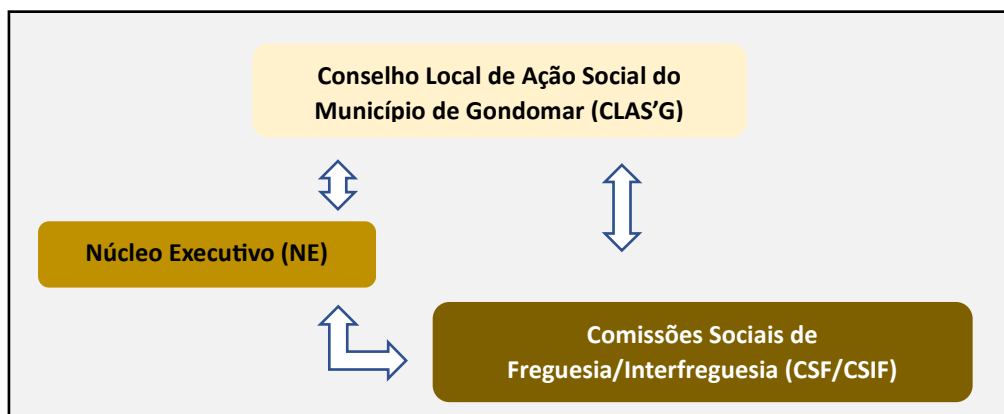 Conselho Local de Ação Social do
Município de Gondomar (CLAS’G)
Núcleo Executivo (NE)
Comissões Sociais de
Freguesia/Interfreguesia (CSF/CSIF)